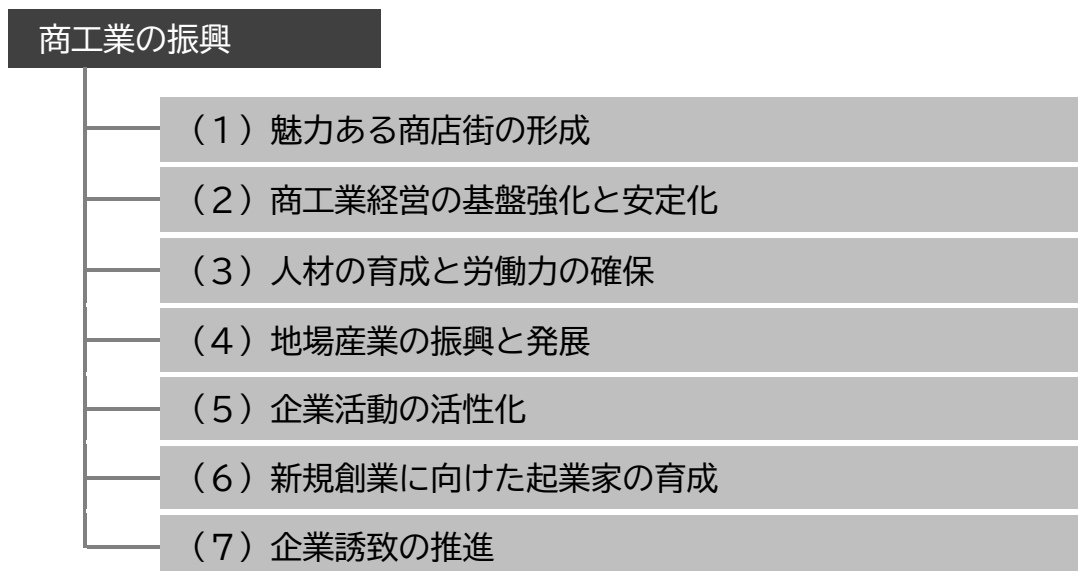 商工業の振興
（１）魅力ある商店街の形成
（２）商工業経営の基盤強化と安定化
（３）人材の育成と労働力の確保
（４）地場産業の振興と発展
（５）企業活動の活性化
（６）新規創業に向けた起業家の育成
（７）企業誘致の推進